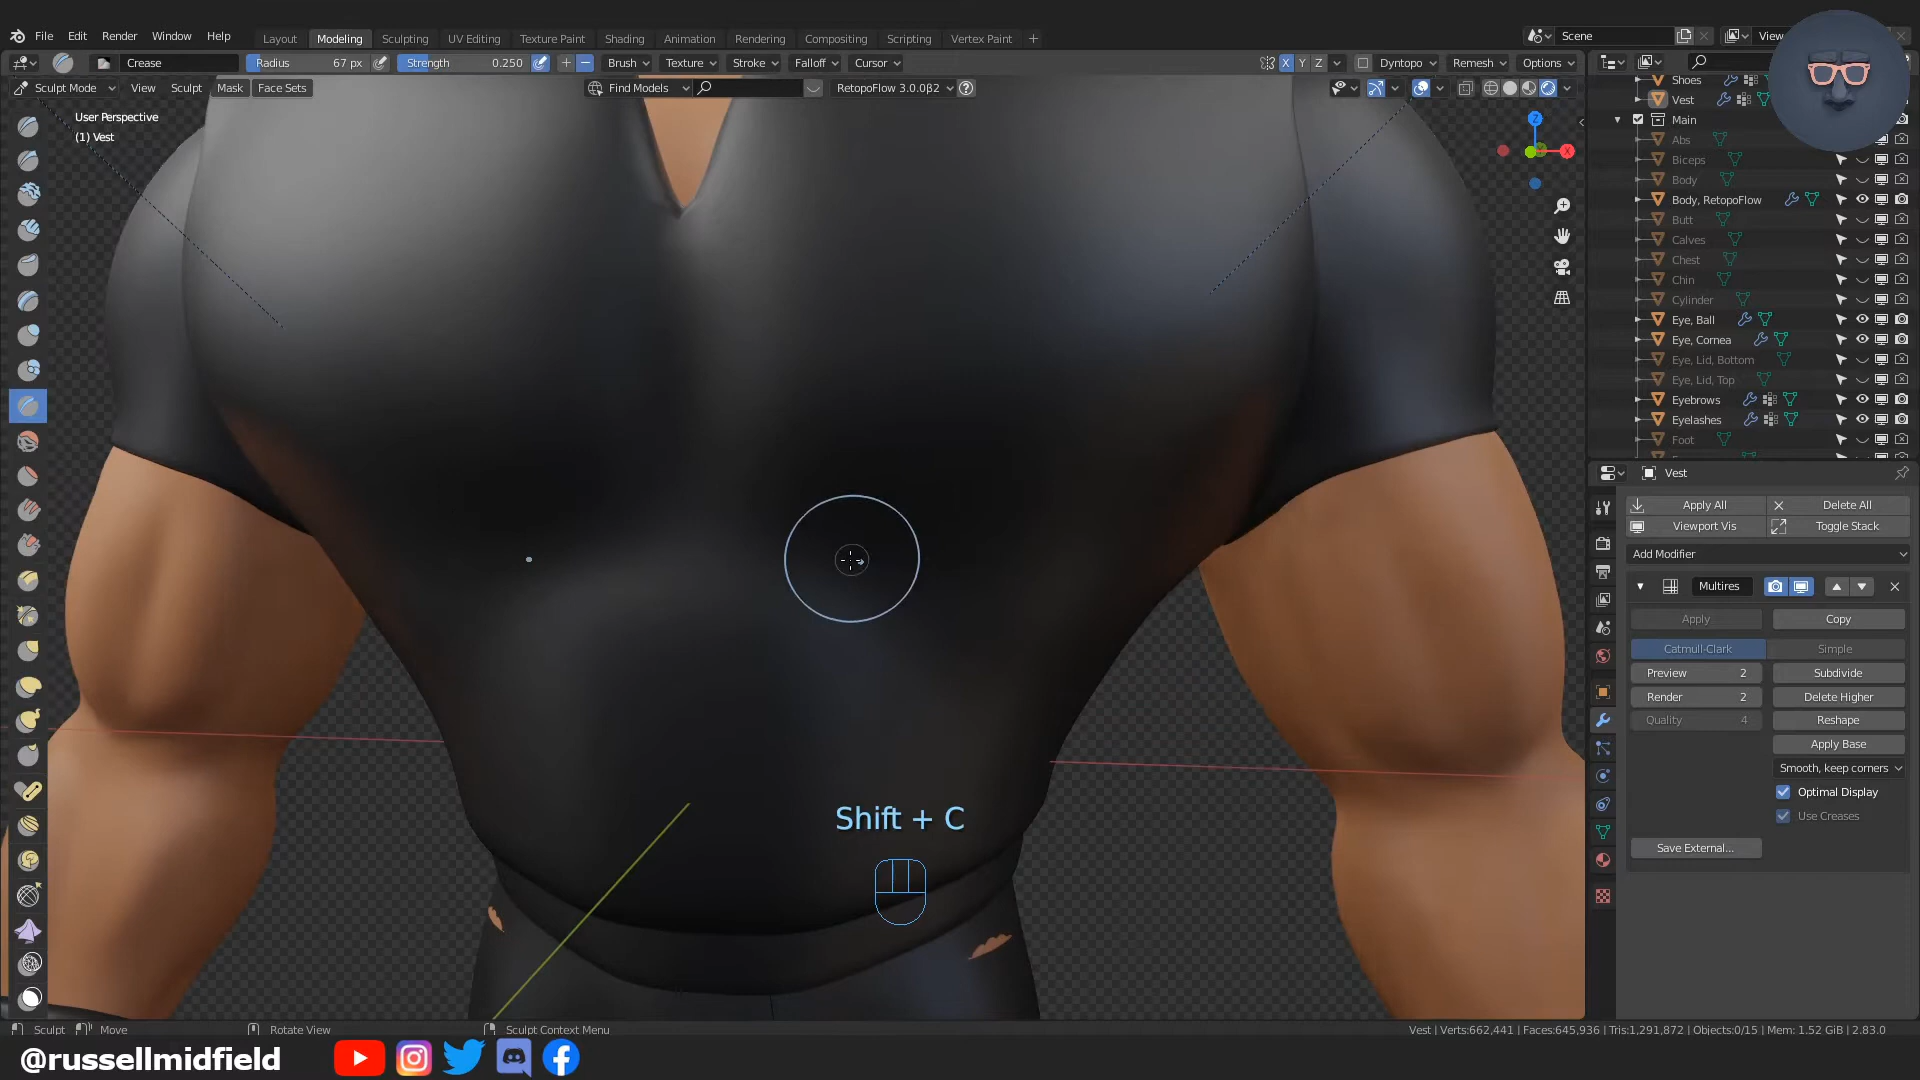 File Edit Render Window Help
Layout Modeling Sculpting UV Editing Texture Paint Shading Animation Rendering Compositing Scripting Vertex Paint +
Scene
View
Crease Radius 67 px Strength 0.250 + − Brush Texture Stroke Falloff Cursor X Y Z Dyntopo Remesh Options
Sculpt Mode View Sculpt Mask Face Sets Find Models RetopoFlow 3.0.0β2 ?
User Perspective
(1) Vest
Z
X
Shoes
Vest
Main
Abs
Biceps
Body
Body, RetopoFlow
Butt
Calves
Chest
Chin
Cylinder
Eye, Ball
Eye, Cornea
Eye, Lid, Bottom
Eye, Lid, Top
Eyebrows
Eyelashes
Foot
Vest
Apply All Delete All
Viewport Vis Toggle Stack
Add Modifier
Multires
Apply Copy
Catmull-Clark Simple
Preview 2 Subdivide
Render 2 Delete Higher
Quality 4 Reshape
Apply Base
Smooth, keep corners
Optimal Display
Use Creases
Save External...
Shift + C
Sculpt Move Rotate View Sculpt Context Menu
Vest | Verts:662,441 | Faces:645,936 | Tris:1,291,872 | Objects:0/15 | Mem: 1.52 GiB | 2.83.0
@russellmidfield